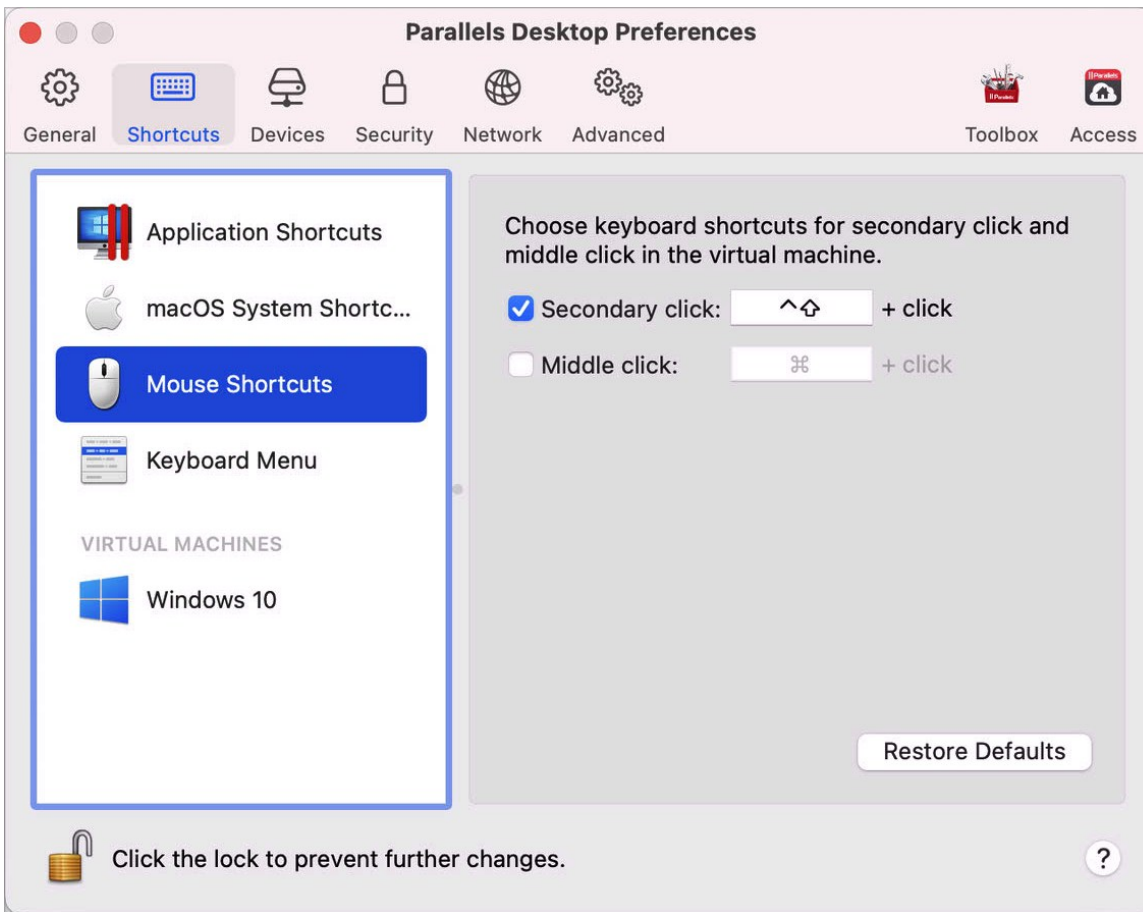 Parallels Desktop Preferences
General Shortcuts Devices Security Network Advanced Toolbox Access
Application Shortcuts
macOS System Shortc...
Mouse Shortcuts
Keyboard Menu
VIRTUAL MACHINES
Windows 10
Choose keyboard shortcuts for secondary click and
middle click in the virtual machine.
Secondary click: ^⇧ + click
Middle click: ⌘ + click
Restore Defaults
Click the lock to prevent further changes.
?